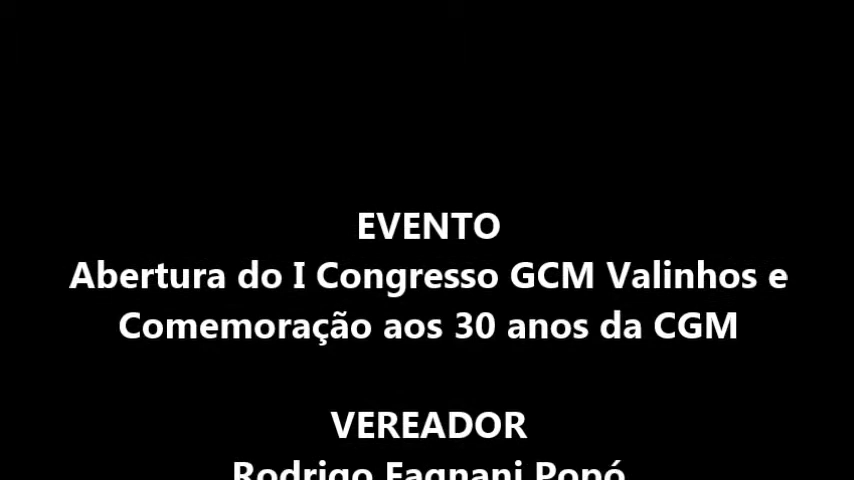 EVENTO
Abertura do I Congresso GCM Valinhos e
Comemoração aos 30 anos da CGM
VEREADOR
Rodrigo Fagnani Popó